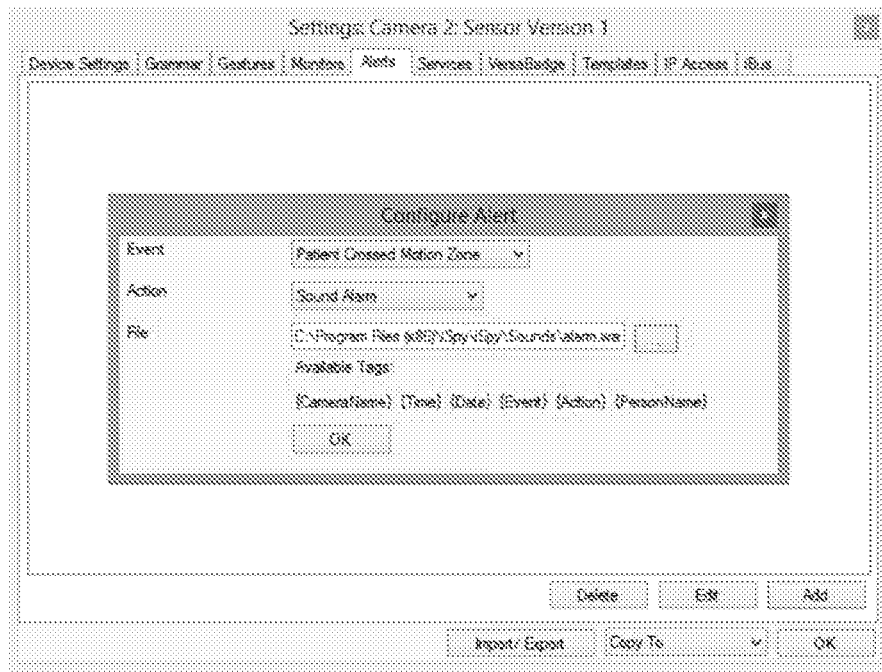 Settings: Camera 2: Sensor Version 1
Device Settings Grammar Gestures Monitors Alerts Services VersaBadge Templates IP Access iBus
Configure Alert
Event Patient Crossed Motion Zone
Action Sound Alarm
File C:\Program Files (x86)\iSpy\iSpy\Sounds\alarm.wav ...
Available Tags:
{CameraName} {Time} {Date} {Event} {Action} {PersonName}
OK
Delete Edit Add
Import/ Export Copy To OK